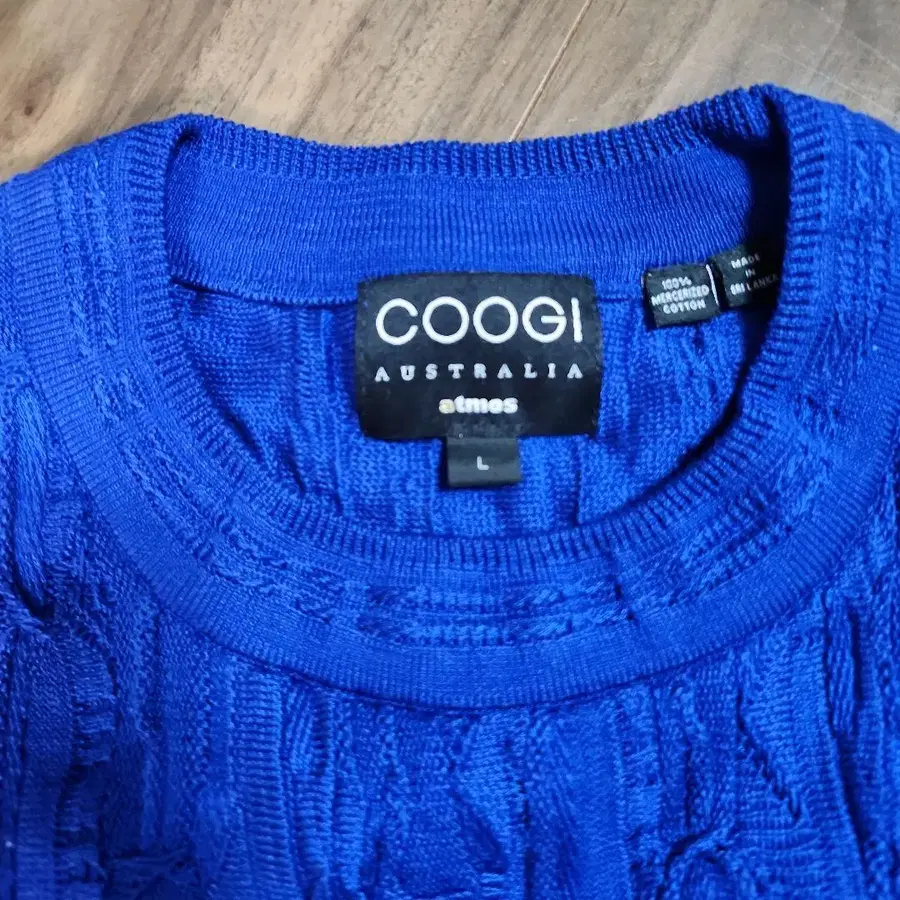 COOGI
AUSTRALIA
atmos
L
100%
MERCERIZED
COTTON
MADE
IN
SRI LANKA